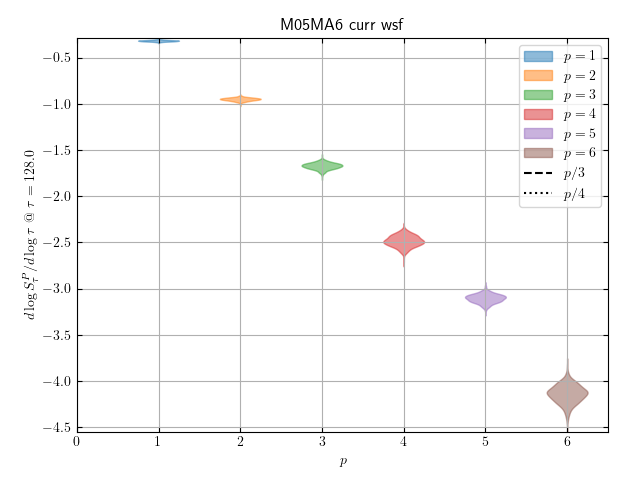 M05MA6 curr wsf
d log S_τ^P / d log τ @ τ = 128.0
−0.5
−1.0
−1.5
−2.0
−2.5
−3.0
−3.5
−4.0
−4.5
p = 1
p = 2
p = 3
p = 4
p = 5
p = 6
p/3
p/4
0 1 2 3 4 5 6
p